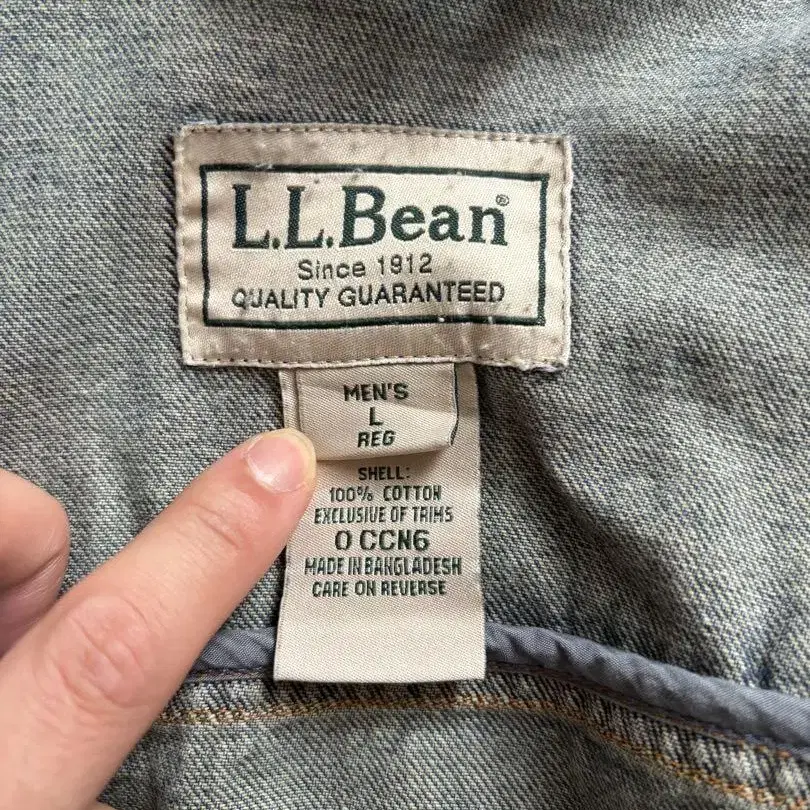 L.L.Bean®
Since 1912
QUALITY GUARANTEED
MEN'S
L
REG
SHELL:
100% COTTON
EXCLUSIVE OF TRIMS
0 CCN6
MADE IN BANGLADESH
CARE ON REVERSE